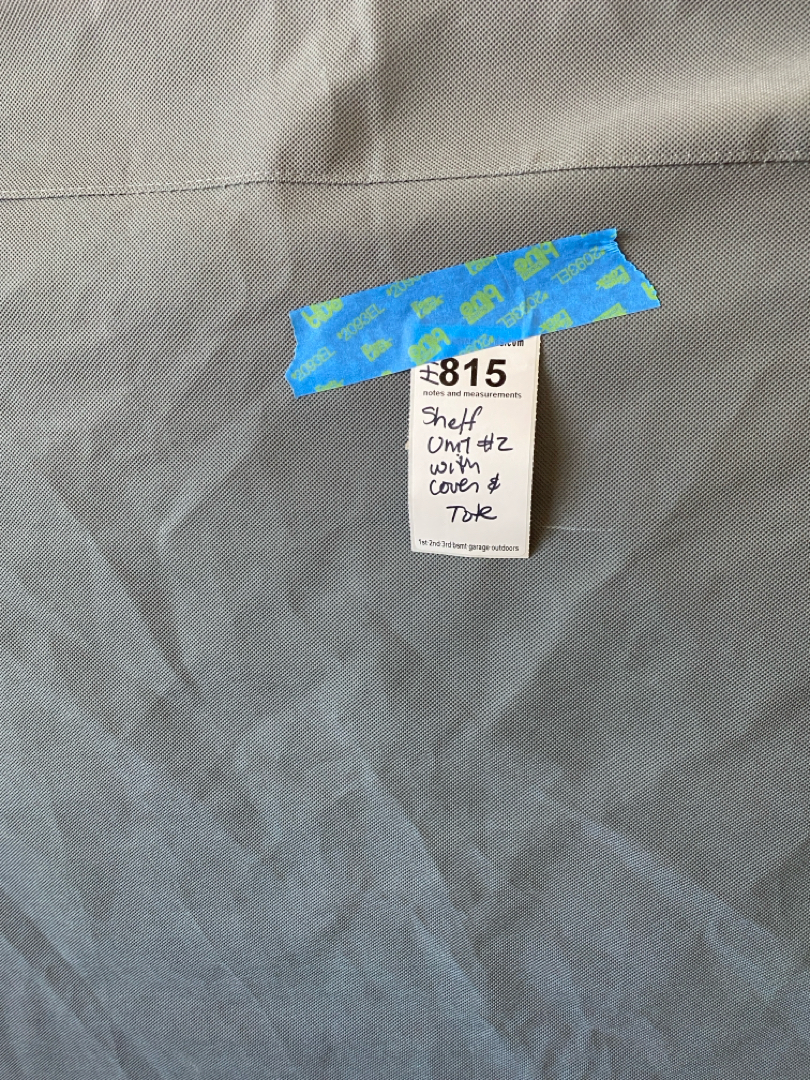 815
notes and measurements
Shelf
Unit #2
with
cover &
Tote
1st 2nd 3rd bsmt garage outdoors